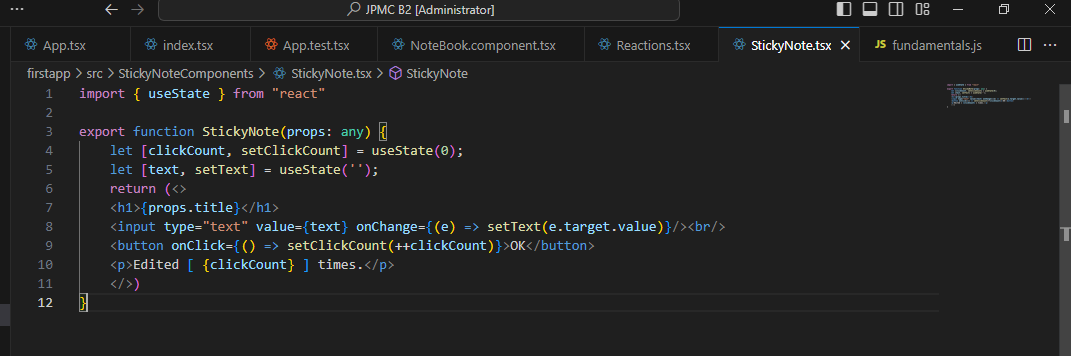 JPMC B2 [Administrator]
App.tsx index.tsx App.test.tsx NoteBook.component.tsx Reactions.tsx StickyNote.tsx JS fundamentals.js
firstapp > src > StickyNoteComponents > StickyNote.tsx > StickyNote
1 import { useState } from "react"
2
3 export function StickyNote(props: any) {
4 let [clickCount, setClickCount] = useState(0);
5 let [text, setText] = useState('');
6 return (<>
7 <h1>{props.title}</h1>
8 <input type="text" value={text} onChange={(e) => setText(e.target.value)}/><br/>
9 <button onClick={() => setClickCount(++clickCount)}>OK</button>
10 <p>Edited [ {clickCount} ] times.</p>
11 </>)
12 }